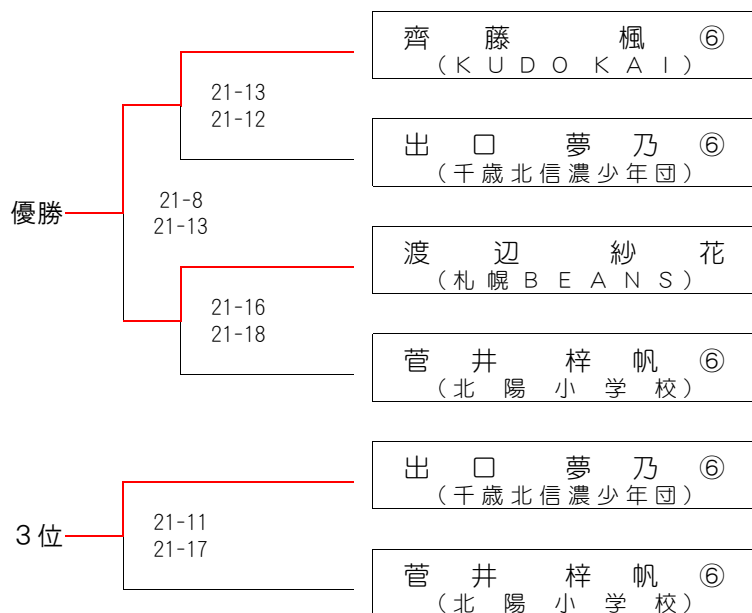 齊藤 楓 ⑥
（ＫＵＤＯＫＡＩ）
21-13
21-12
出口 夢乃 ⑥
（千歳北信濃少年団）
優勝
21-8
21-13
渡辺 紗花
（札幌ＢＥＡＮＳ）
21-16
21-18
菅井 梓帆 ⑥
（北陽小学校）
出口 夢乃 ⑥
（千歳北信濃少年団）
３位
21-11
21-17
菅井 梓帆 ⑥
（北陽小学校）